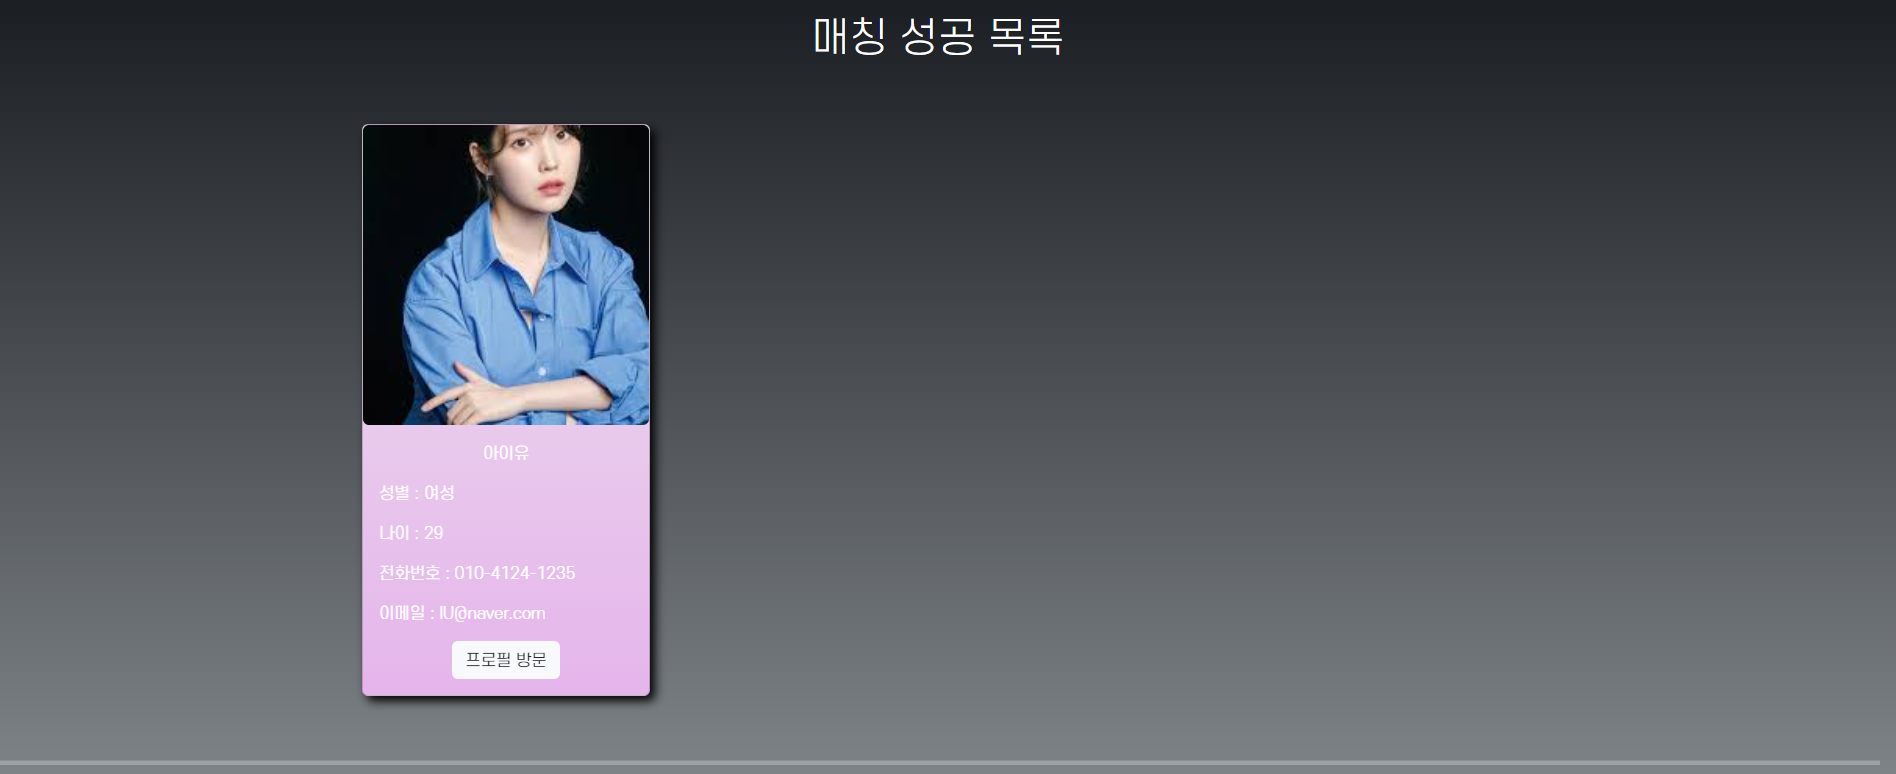 매칭 성공 목록
아이유
성별 : 여성
나이 : 29
전화번호 : 010-4124-1235
이메일 : IU@naver.com
프로필 방문